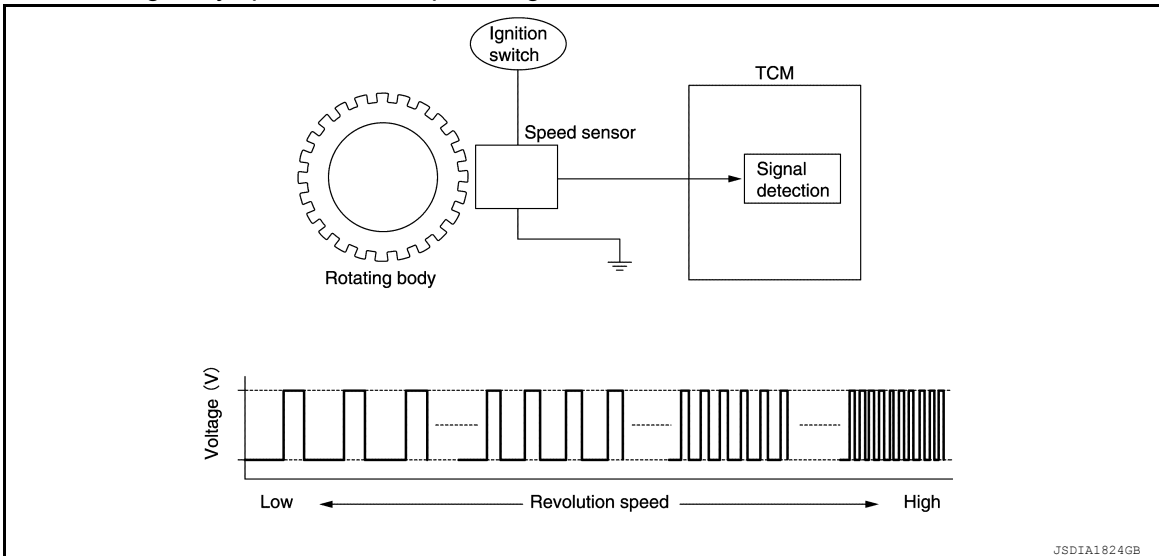 Ignition
switch
TCM
Speed sensor
Signal
detection
Rotating body
Voltage (V)
Low
Revolution speed
High
JSDIA1824GB